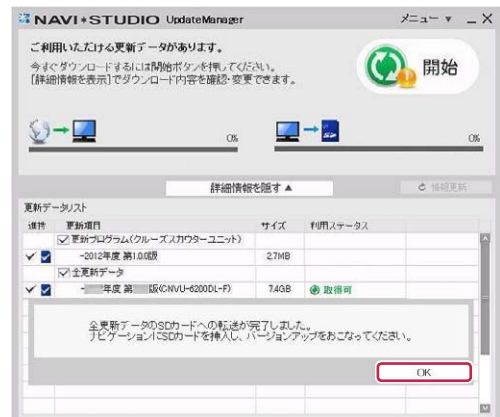 NAVI*STUDIO UpdateManager
メニュー ▼ _ X
ご利用いただける更新データがあります。
今すぐダウンロードするには開始ボタンを押してください。
[詳細情報を表示]でダウンロード内容を確認・変更できます。
開始
0%
SD
0%
詳細情報を隠す ▲
情報更新
更新データリスト
選択 更新項目 サイズ 利用ステータス
更新プログラム(クルーズスカウターユニット)
-2012年度 第1.0.0版 2.7MB
全更新データ
- 年度 第 版(CNVU-6200DL-F) 7.4GB 取得可
全更新データのSDカードへの転送が完了しました。
ナビゲーションにSDカードを挿入し、バージョンアップをおこなってください。
OK